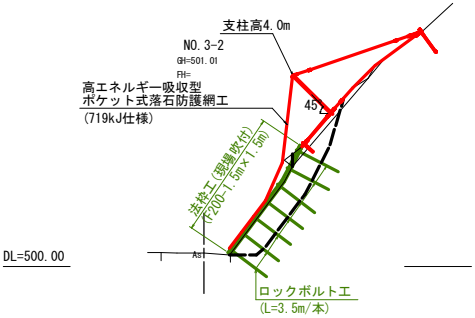 支柱高4.0m
NO.3-2
GH=501.01
FH=
高エネルギー吸収型
ポケット式落石防護網工
(719kJ仕様)
45
法枠工(現場吹付)
(F200-1.5m×1.5m)
As
DL=500.00
ロックボルト工
(L=3.5m/本)